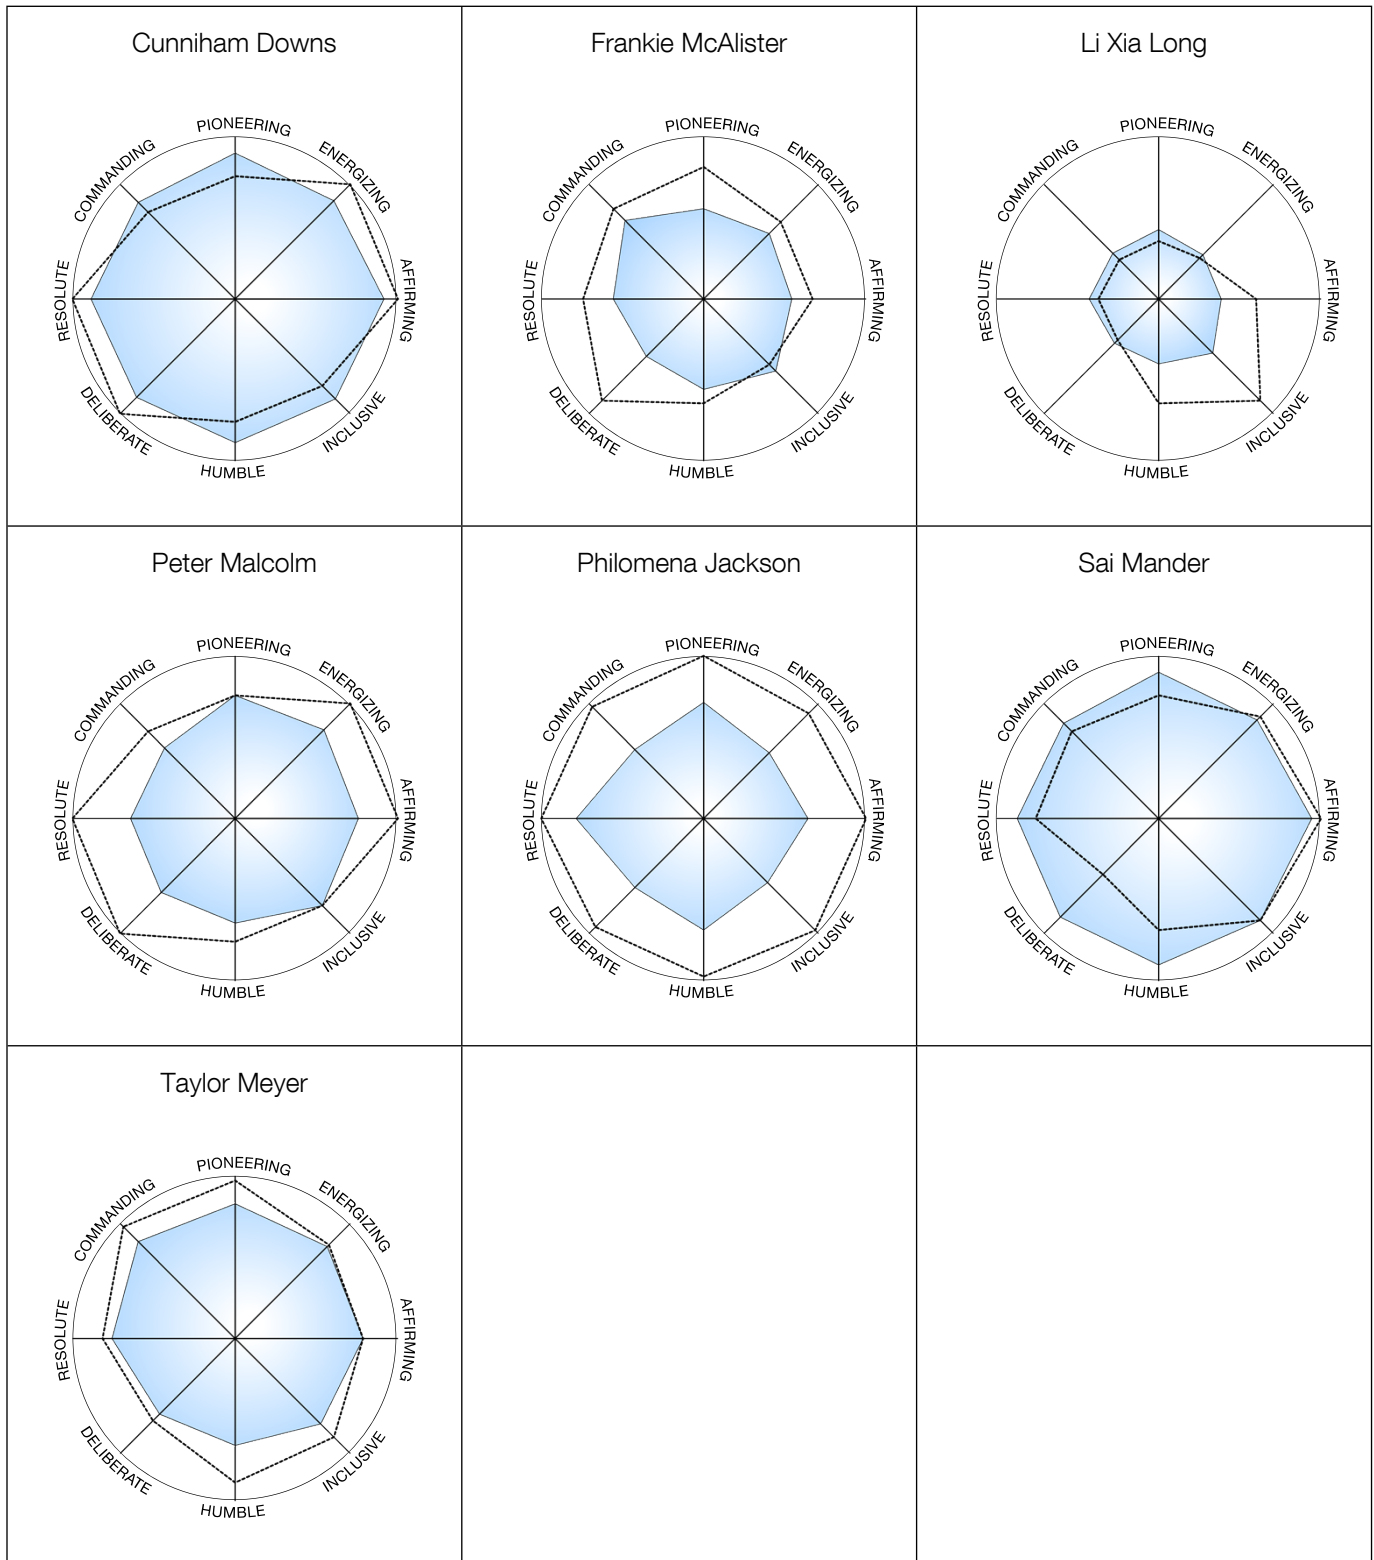 Cunniham Downs
PIONEERING
ENERGIZING
AFFIRMING
INCLUSIVE
HUMBLE
DELIBERATE
RESOLUTE
COMMANDING
Frankie McAlister
PIONEERING
ENERGIZING
AFFIRMING
INCLUSIVE
HUMBLE
DELIBERATE
RESOLUTE
COMMANDING
Li Xia Long
PIONEERING
ENERGIZING
AFFIRMING
INCLUSIVE
HUMBLE
DELIBERATE
RESOLUTE
COMMANDING
Peter Malcolm
PIONEERING
ENERGIZING
AFFIRMING
INCLUSIVE
HUMBLE
DELIBERATE
RESOLUTE
COMMANDING
Philomena Jackson
PIONEERING
ENERGIZING
AFFIRMING
INCLUSIVE
HUMBLE
DELIBERATE
RESOLUTE
COMMANDING
Sai Mander
PIONEERING
ENERGIZING
AFFIRMING
INCLUSIVE
HUMBLE
DELIBERATE
RESOLUTE
COMMANDING
Taylor Meyer
PIONEERING
ENERGIZING
AFFIRMING
INCLUSIVE
HUMBLE
DELIBERATE
RESOLUTE
COMMANDING